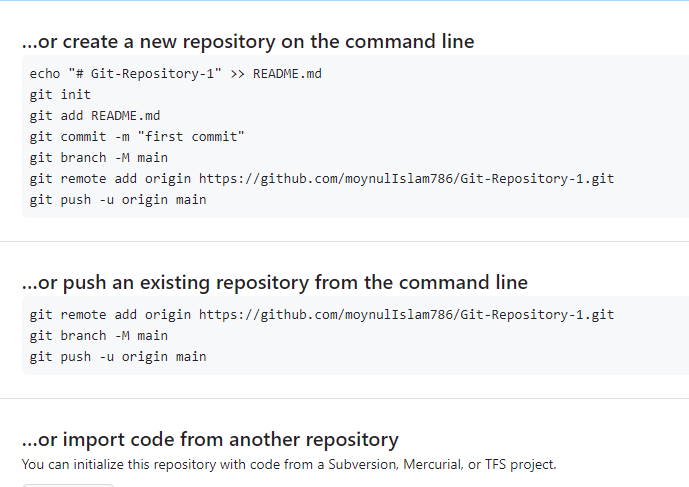 ...or create a new repository on the command line
echo "# Git-Repository-1" >> README.md
git init
git add README.md
git commit -m "first commit"
git branch -M main
git remote add origin https://github.com/moynulIslam786/Git-Repository-1.git
git push -u origin main
...or push an existing repository from the command line
git remote add origin https://github.com/moynulIslam786/Git-Repository-1.git
git branch -M main
git push -u origin main
...or import code from another repository
You can initialize this repository with code from a Subversion, Mercurial, or TFS project.